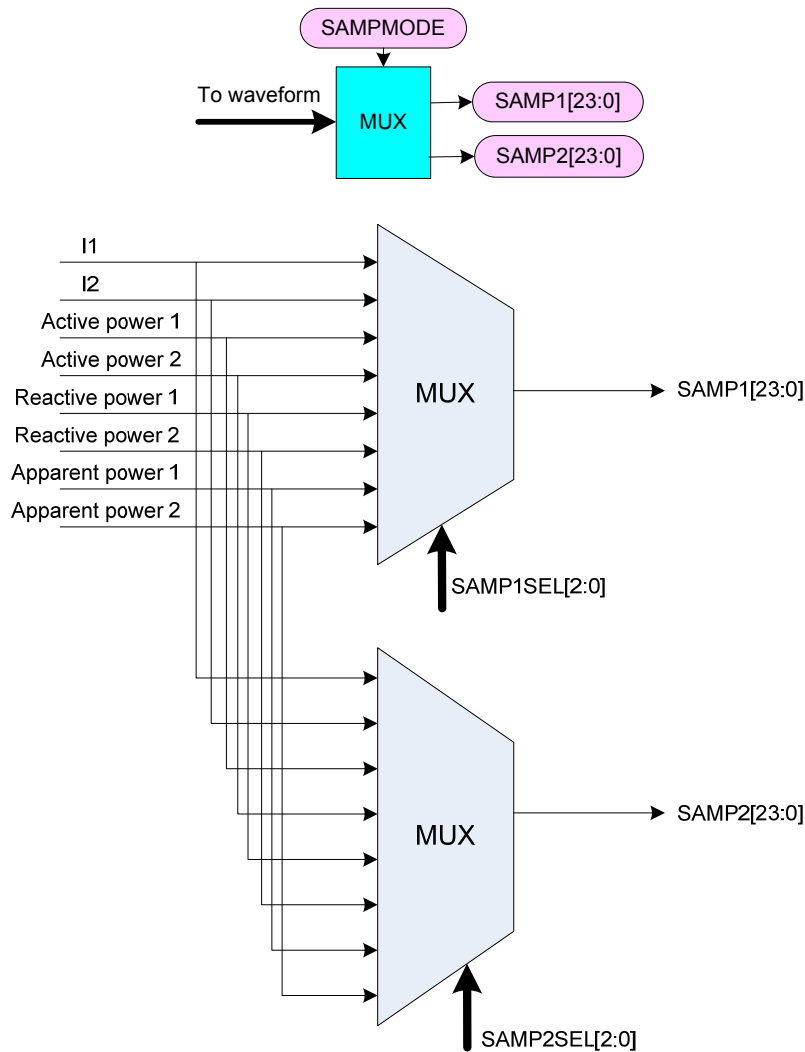 SAMPMODE
To waveform
MUX
SAMP1[23:0]
SAMP2[23:0]
I1
I2
Active power 1
Active power 2
Reactive power 1
Reactive power 2
Apparent power 1
Apparent power 2
MUX
SAMP1[23:0]
SAMP1SEL[2:0]
MUX
SAMP2[23:0]
SAMP2SEL[2:0]